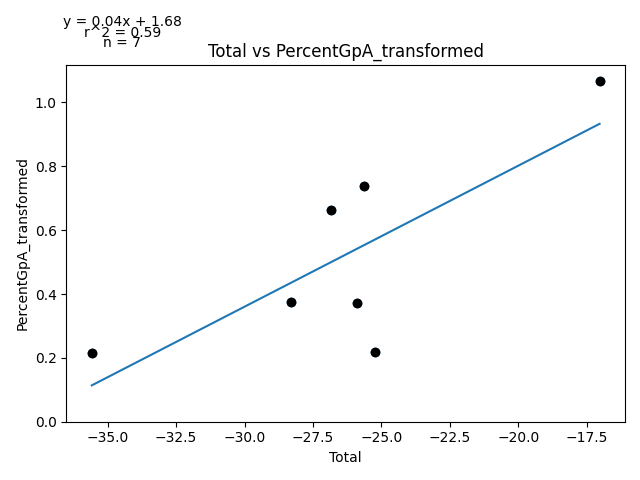 y = 0.04x + 1.68
r^2 = 0.59
n = 7
Total vs PercentGpA_transformed
PercentGpA_transformed
1.0
0.8
0.6
0.4
0.2
0.0
−35.0 −32.5 −30.0 −27.5 −25.0 −22.5 −20.0 −17.5
Total